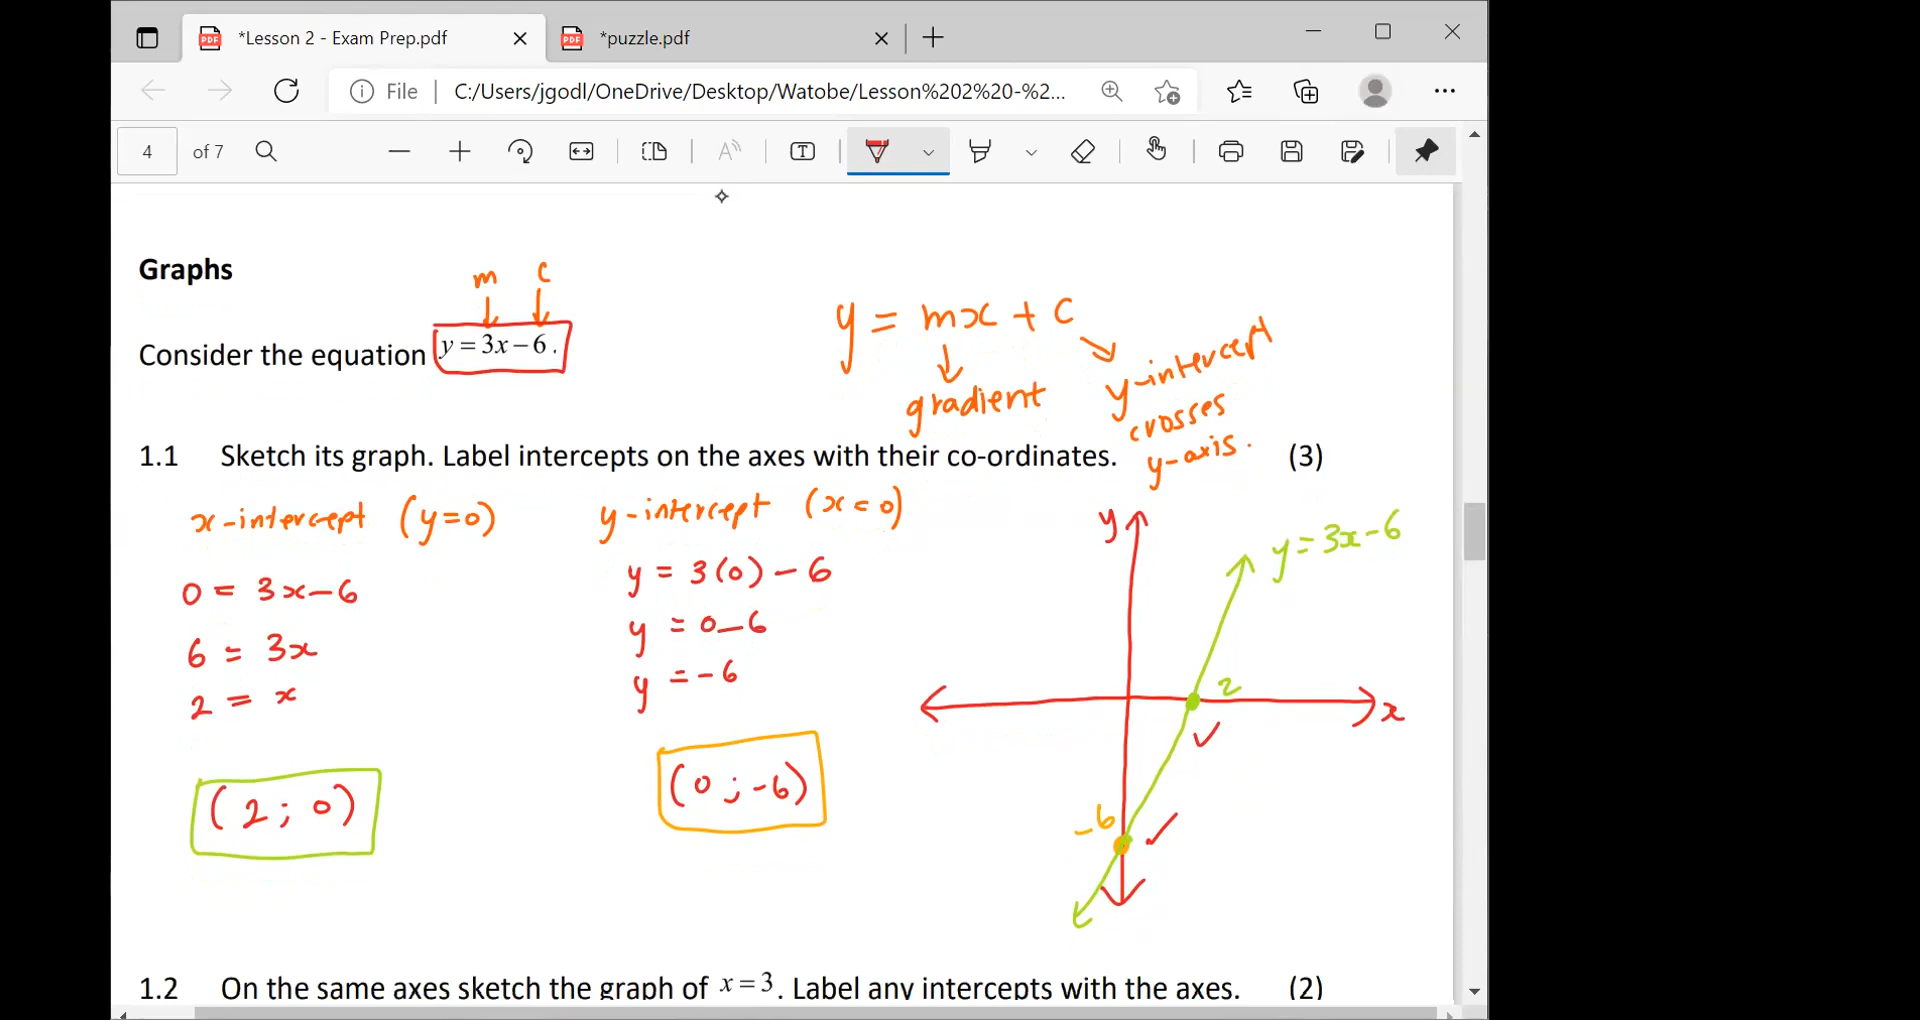 *Lesson 2 - Exam Prep.pdf
*puzzle.pdf
File
C:/Users/jgodl/OneDrive/Desktop/Watobe/Lesson%202%20-%2...
4 of 7
Graphs
m c
Consider the equation y = 3x − 6 .
y = mx + c
gradient
y-intercept
crosses
y-axis.
1.1 Sketch its graph. Label intercepts on the axes with their co-ordinates. (3)
x-intercept (y=0)
0 = 3x-6
6 = 3x
2 = x
(2; 0)
y-intercept (x=0)
y = 3(0) - 6
y = 0-6
y = -6
(0 ; -6)
y
y = 3x-6
2
x
-6
1.2 On the same axes sketch the graph of x = 3 . Label any intercepts with the axes. (2)